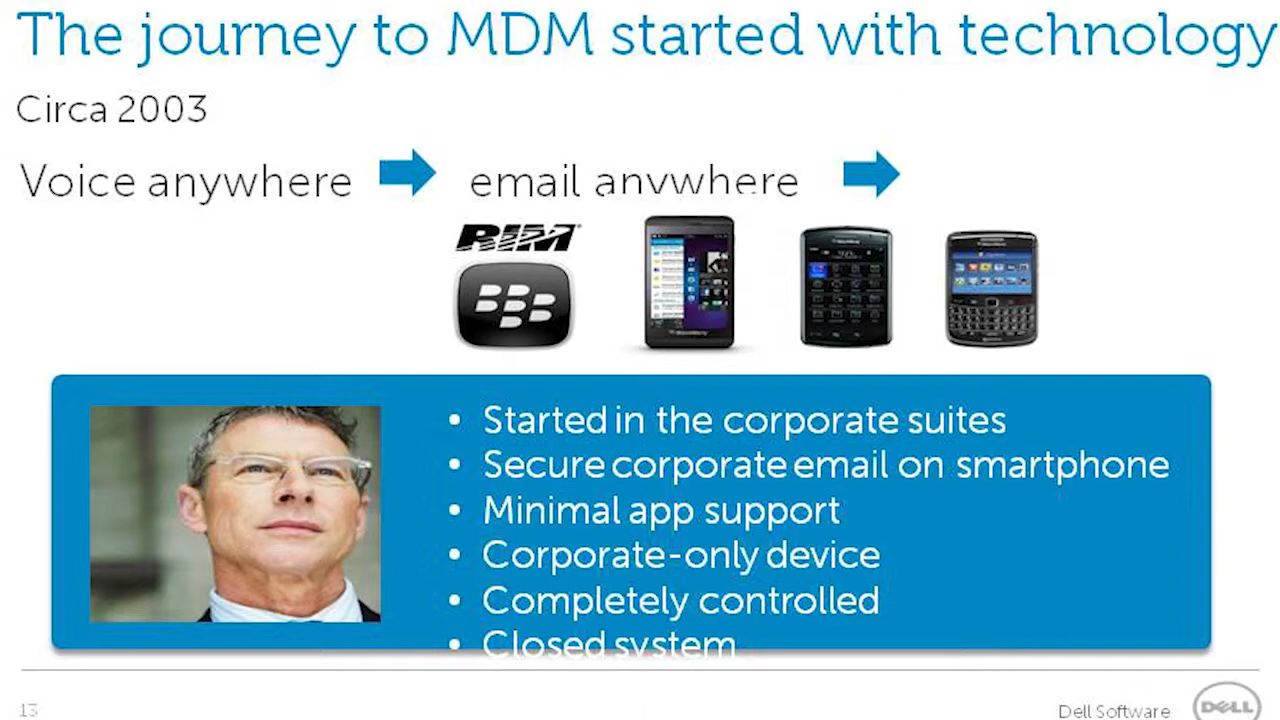 The journey to MDM started with technology
Circa 2003
Voice anywhere
email anywhere
RIM
• Started in the corporate suites
• Secure corporate email on smartphone
• Minimal app support
• Corporate-only device
• Completely controlled
• Closed system
13
Dell Software
DELL